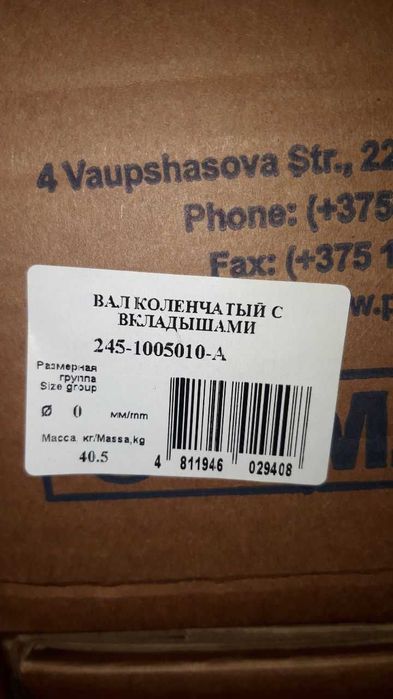 4 Vaupshasova Str., 22
Phone: (+375
Fax: (+375 1
ВАЛ КОЛЕНЧАТЫЙ С
ВКЛАДЫШАМИ
245-1005010-А
Размерная
группа
Size group
Ø 0 мм/mm
Масса, кг/Massa,kg
40.5
4 811946 029408